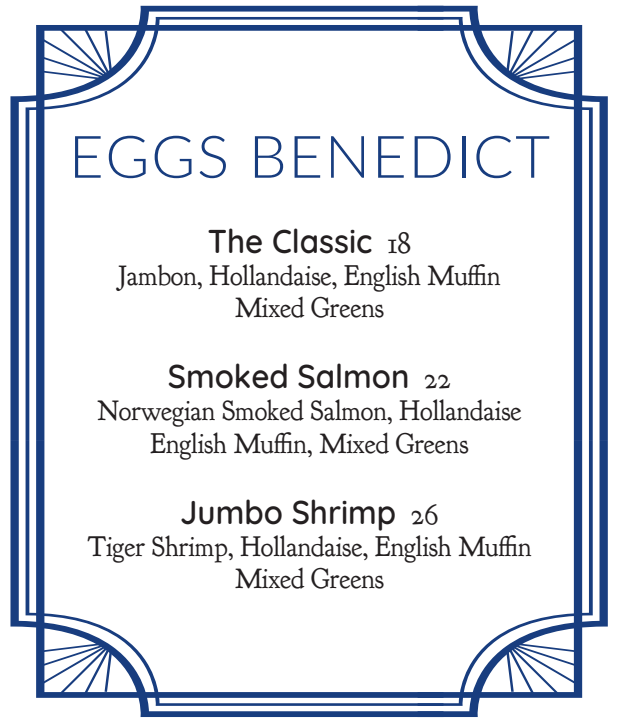 EGGS BENEDICT
The Classic 18
Jambon, Hollandaise, English Muffin
Mixed Greens
Smoked Salmon 22
Norwegian Smoked Salmon, Hollandaise
English Muffin, Mixed Greens
Jumbo Shrimp 26
Tiger Shrimp, Hollandaise, English Muffin
Mixed Greens